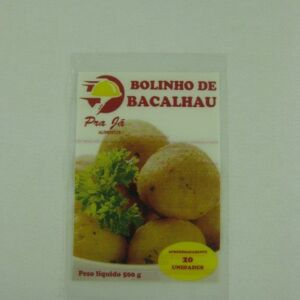 BOLINHO DE
BACALHAU
Pra Já
ALIMENTOS
APROXIMADAMENTE
20
UNIDADES
Peso líquido 500 g